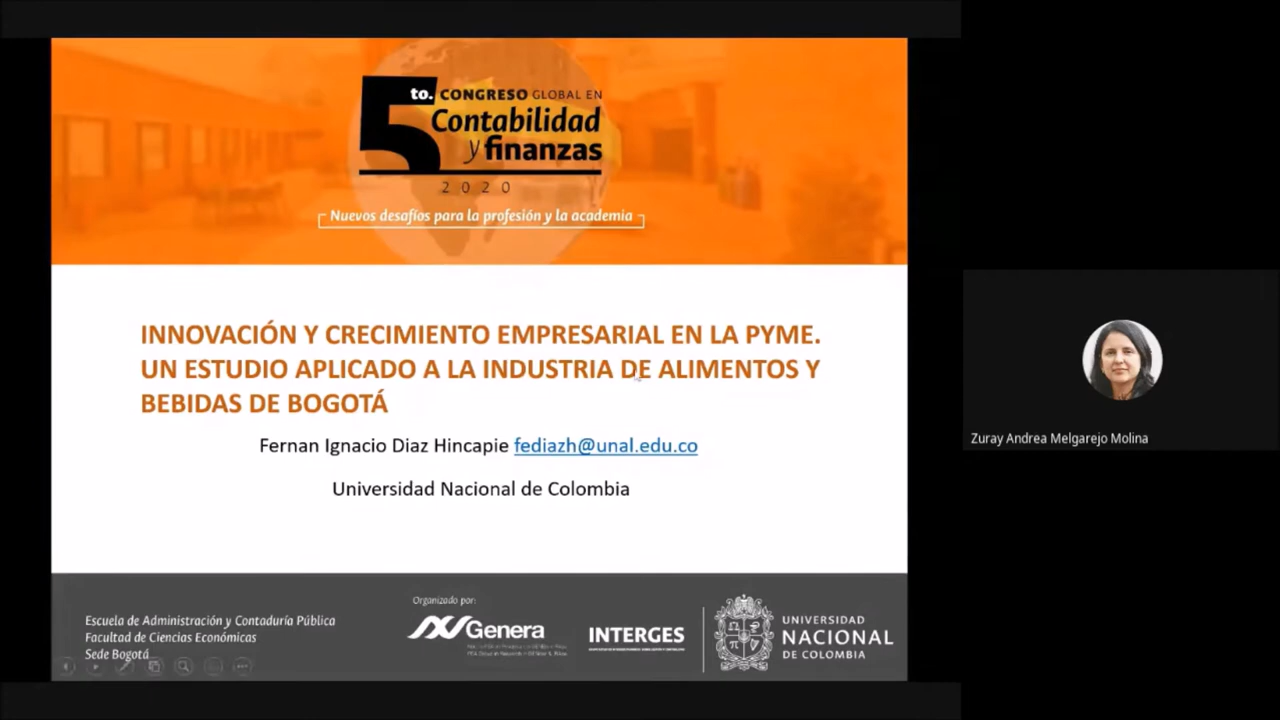 5to. CONGRESO GLOBAL EN
Contabilidad
y finanzas
2020
Nuevos desafíos para la profesión y la academia
INNOVACIÓN Y CRECIMIENTO EMPRESARIAL EN LA PYME.
UN ESTUDIO APLICADO A LA INDUSTRIA DE ALIMENTOS Y
BEBIDAS DE BOGOTÁ
Fernan Ignacio Diaz Hincapie fediazh@unal.edu.co
Universidad Nacional de Colombia
Zuray Andrea Melgarejo Molina
Escuela de Administración y Contaduría Pública
Facultad de Ciencias Económicas
Sede Bogotá
Organizado por:
Genera
INTERGES
UNIVERSIDAD
NACIONAL
DE COLOMBIA